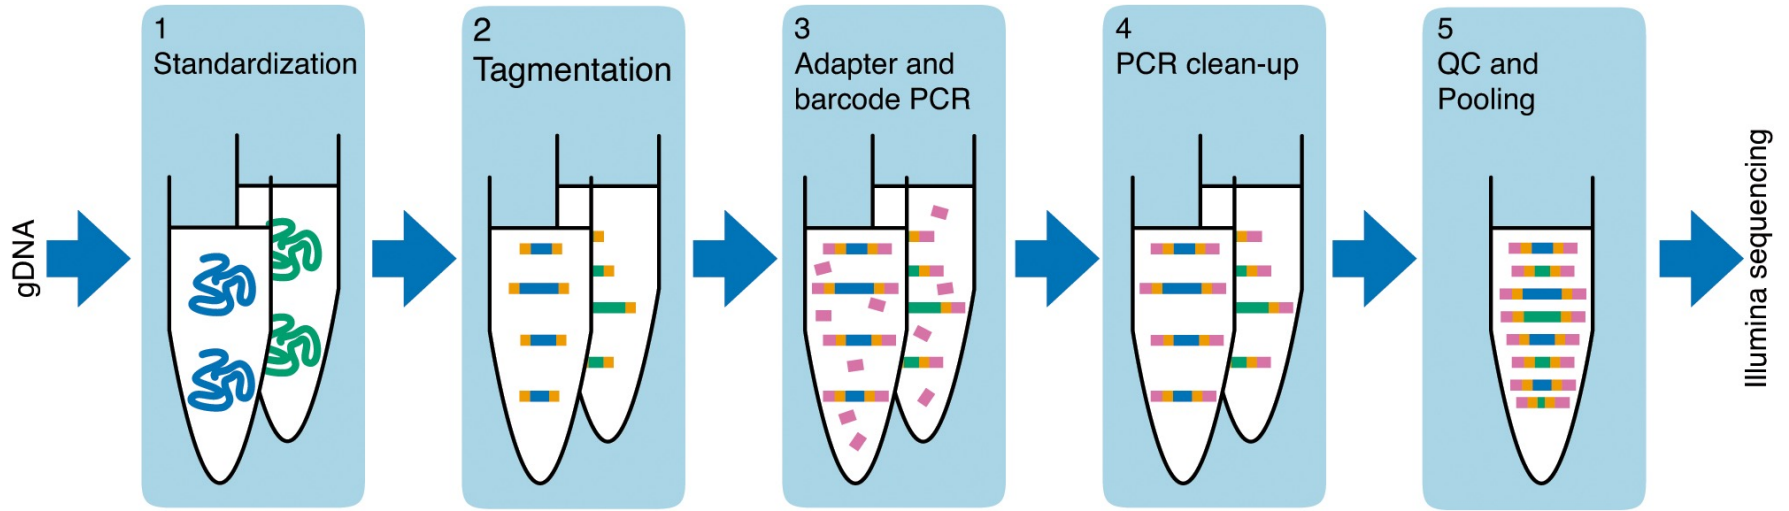 gDNA
1
Standardization
2
Tagmentation
3
Adapter and
barcode PCR
4
PCR clean-up
5
QC and
Pooling
Illumina sequencing